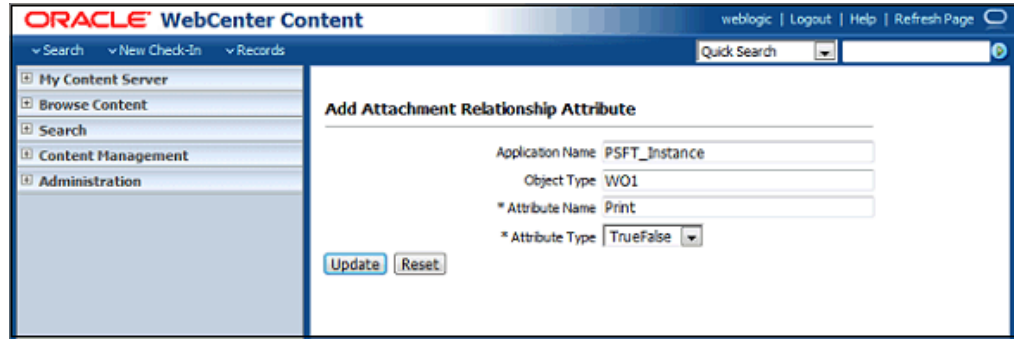 ORACLE® WebCenter Content
weblogic | Logout | Help | Refresh Page
Search New Check-In Records
Quick Search
My Content Server
Browse Content
Search
Content Management
Administration
Add Attachment Relationship Attribute
Application Name PSFT_Instance
Object Type WO1
* Attribute Name Print
* Attribute Type TrueFalse
Update Reset